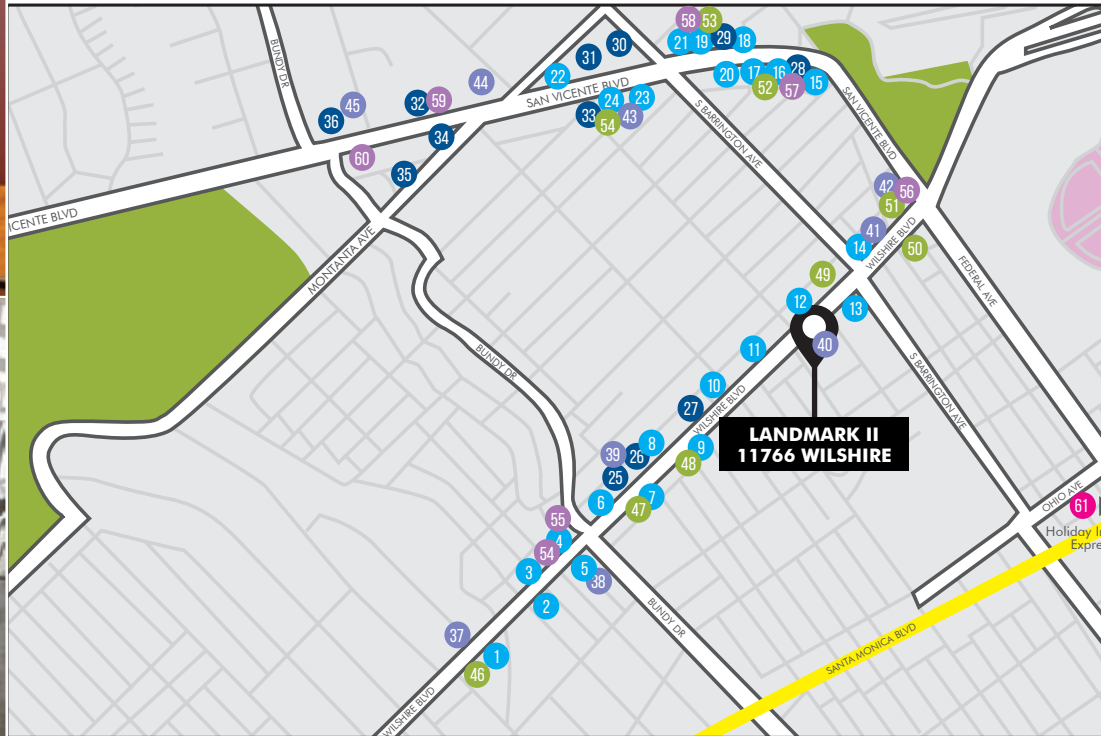 58 53
21 19 29 18
30
31
22
20 17 16 28 15
52 57
44
BUNDY DR
SAN VICENTE BLVD
SAN VICENTE BLVD
45
36
32 59
33 24 23
54 43
34
S BARRINGTON AVE
60
35
ICENTE BLVD
42 56
51
41
14
WILSHIRE BLVD
50
MONTANTA AVE
49
FEDERAL AVE
12
13
40
BUNDY DR
11
10
S BARRINGTON AVE
27
WILSHIRE BLVD
LANDMARK II
11766 WILSHIRE
39 26 8
9
48
25
6
7
47
OHIO AVE
61
Holiday In
Expre
55
4
54
3
5
38
2
BUNDY DR
SANTA MONICA BLVD
37
1
46
WILSHIRE BLVD